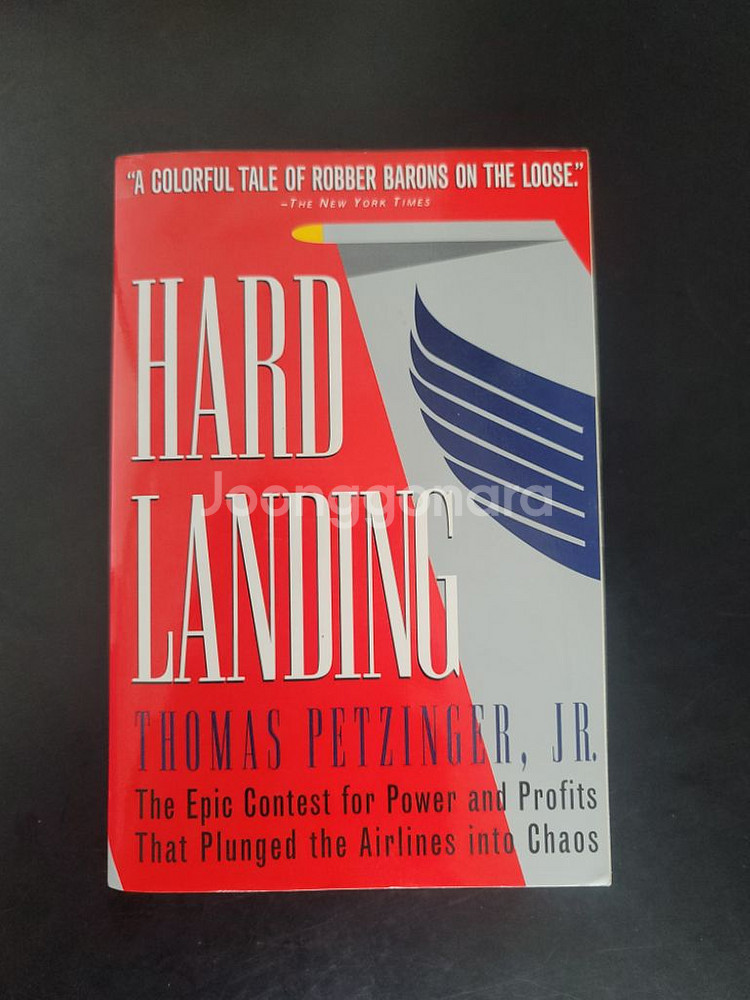 "A COLORFUL TALE OF ROBBER BARONS ON THE LOOSE."
–THE NEW YORK TIMES
HARD
LANDING
Joonggonara
THOMAS PETZINGER, JR.
The Epic Contest for Power and Profits
That Plunged the Airlines into Chaos